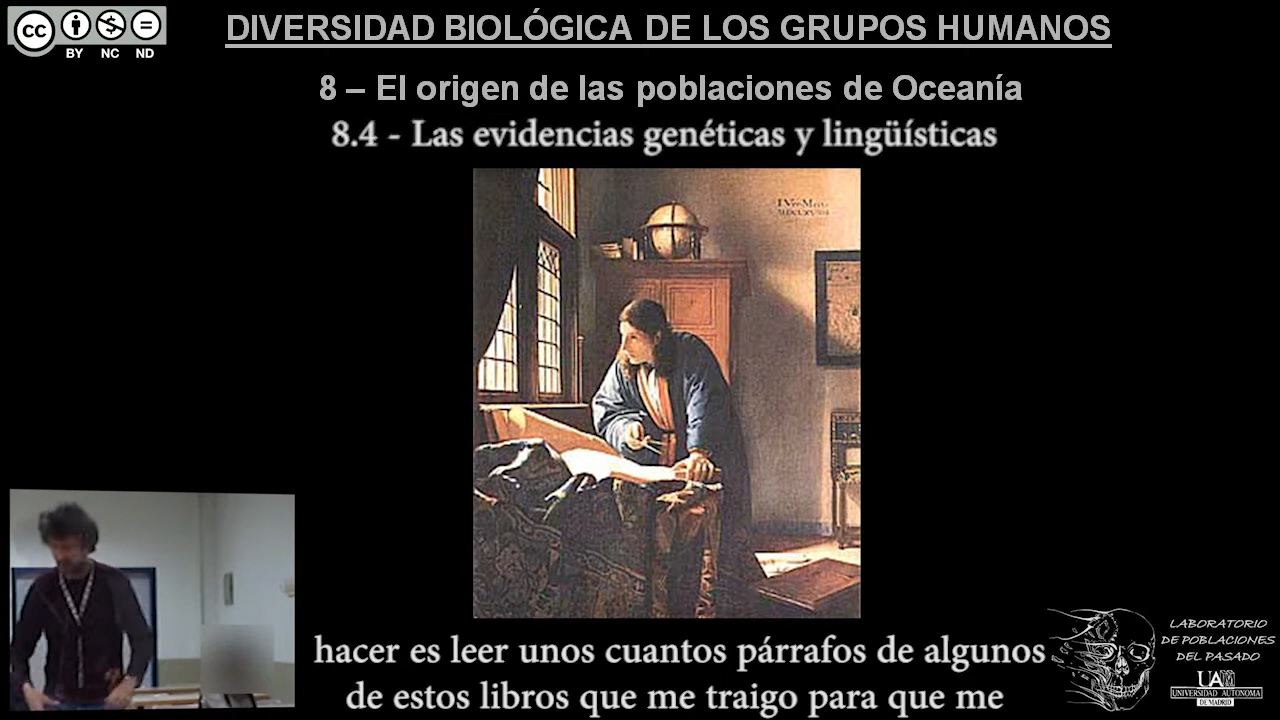 cc
BY NC ND
DIVERSIDAD BIOLÓGICA DE LOS GRUPOS HUMANOS
8 – El origen de las poblaciones de Oceanía
8.4 - Las evidencias genéticas y lingüísticas
hacer es leer unos cuantos párrafos de algunos
de estos libros que me traigo para que me
LABORATORIO
DE POBLACIONES
DEL PASADO
UAM
UNIVERSIDAD AUTONOMA
DE MADRID